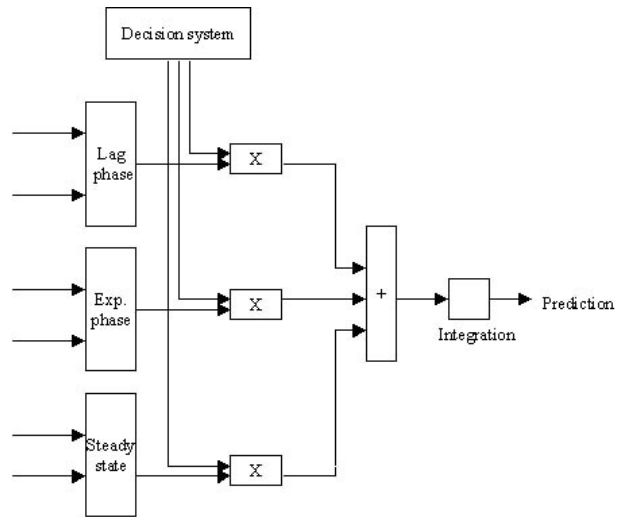 Decision system
Lag
phase
X
Exp.
phase
X
+
Integration
Prediction
Steady
state
X